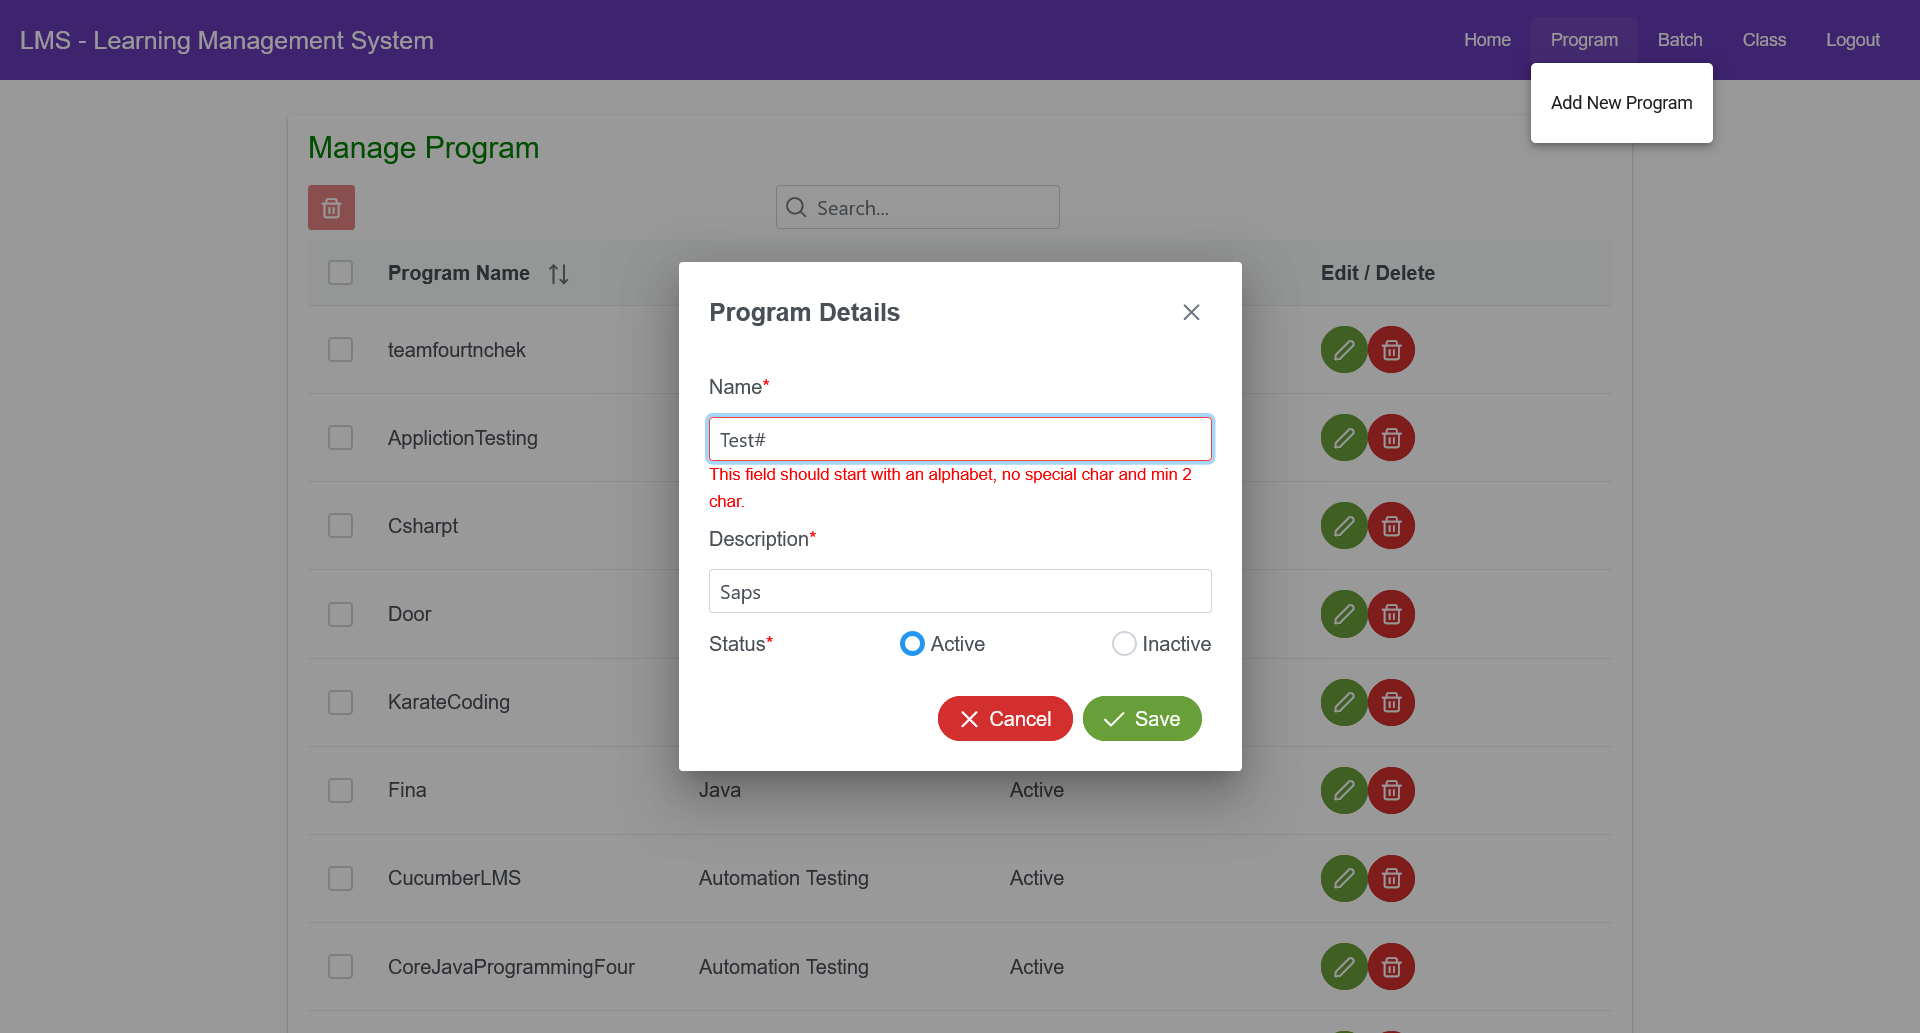 LMS - Learning Management System
Home
Program
Batch
Class
Logout
Add New Program
Manage Program
Search...
Program Name
Edit / Delete
teamfourtnchek
ApplictionTesting
Csharpt
Door
KarateCoding
Fina Java Active
CucumberLMS Automation Testing Active
CoreJavaProgrammingFour Automation Testing Active
Program Details
Name*
Test#
This field should start with an alphabet, no special char and min 2
char.
Description*
Saps
Status* Active Inactive
Cancel Save